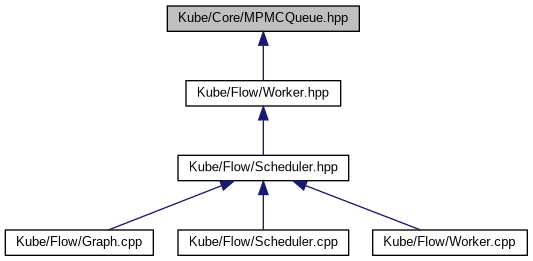 Kube/Core/MPMCQueue.hpp
Kube/Flow/Worker.hpp
Kube/Flow/Scheduler.hpp
Kube/Flow/Graph.cpp
Kube/Flow/Scheduler.cpp
Kube/Flow/Worker.cpp